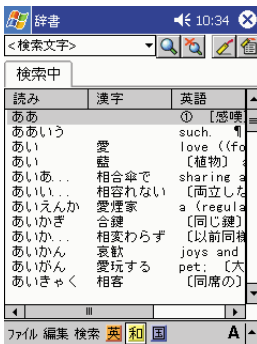 辞書 10:34
<検索文字>
検索中
読み 漢字 英語
ああ ① [感嘆
ああいう such. ¶
あい 愛 love ((fo
あい 藍 〔植物〕
あいあ... 相合傘で sharing a
あいい... 相容れない 〔両立した
あいえんか 愛煙家 a (regula
あいかぎ 合鍵 〔同じ鍵〕
あいか... 相変わらず 〔以前同様
あいかん 哀歓 joys and
あいがん 愛玩する pet; 〔大
あいきゃく 相客 〔同席の〕
ファイル 編集 検索 英 和 国 A